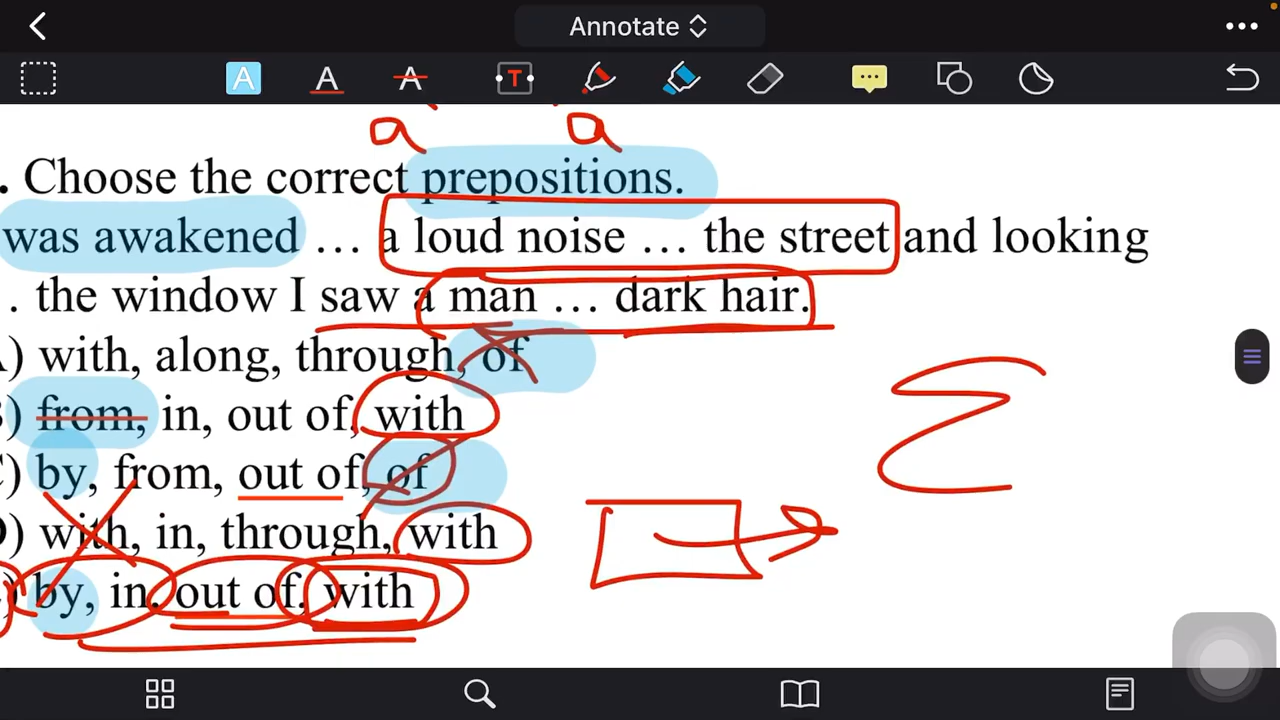 Annotate
A A A T
a a
. Choose the correct prepositions.
was awakened … a loud noise … the street and looking
. the window I saw a man … dark hair.
) with, along, through, of
) from, in, out of, with
) by, from, out of, of
) with, in, through, with
) by, in, out of, with